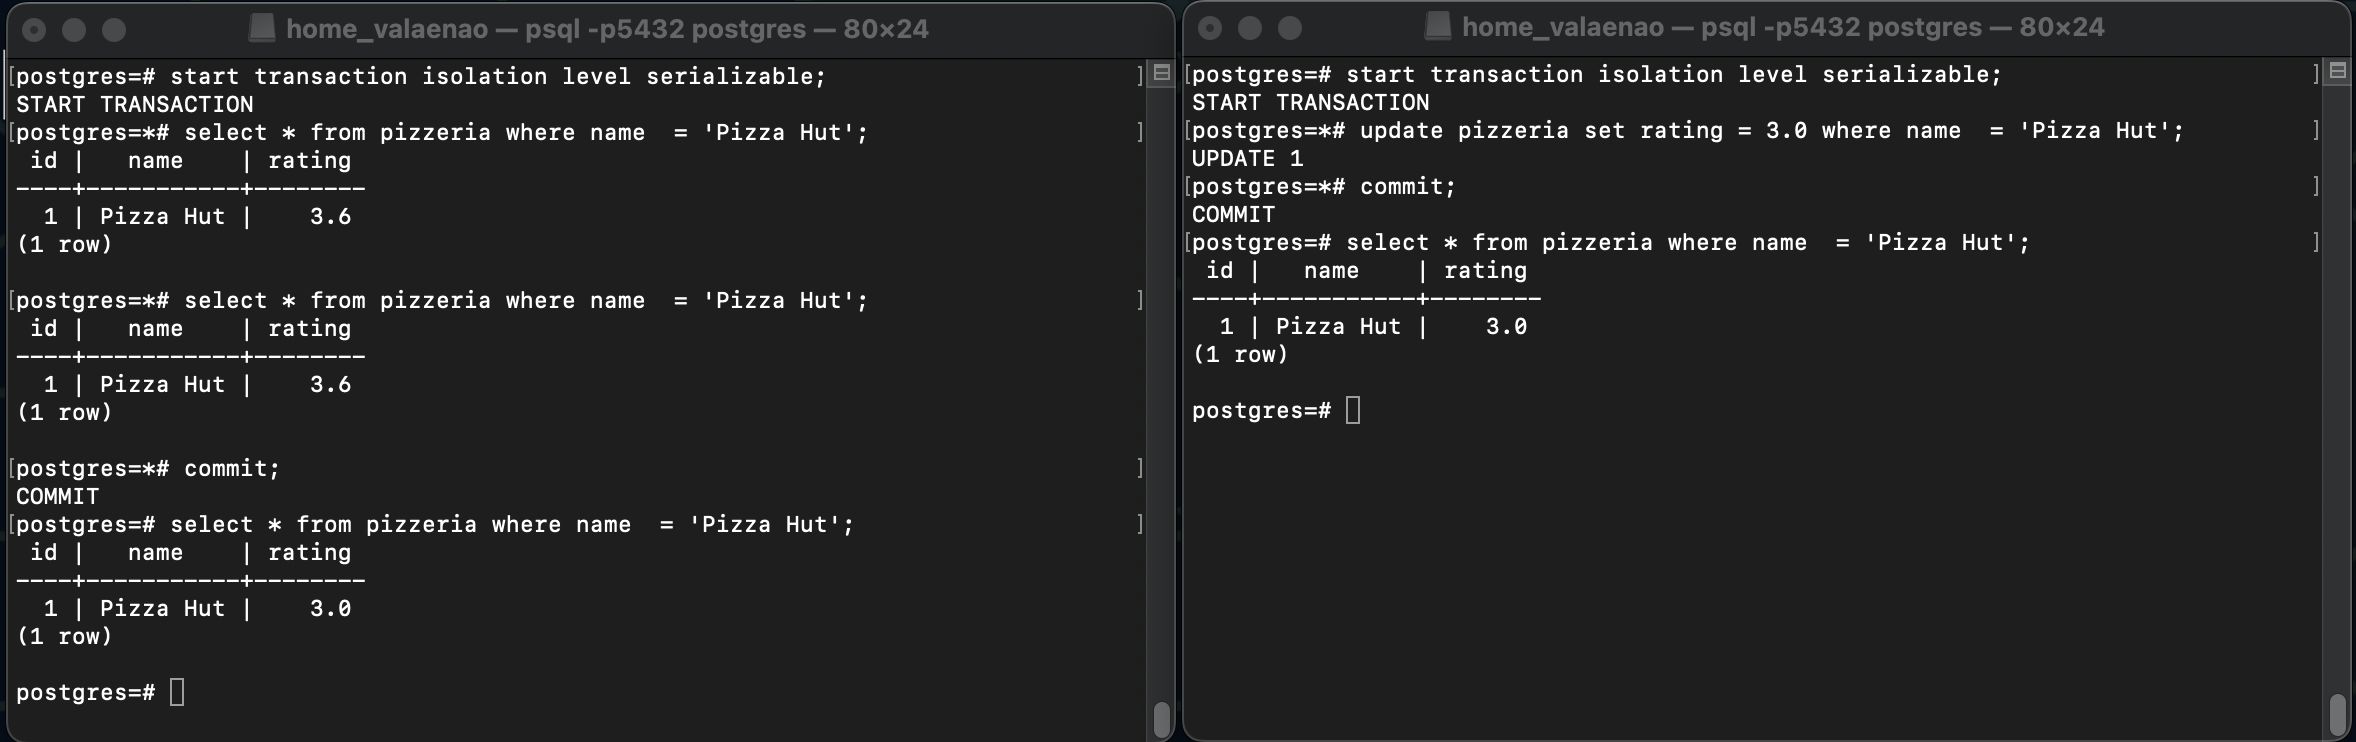 home_valaenao — psql -p5432 postgres — 80×24
[postgres=# start transaction isolation level serializable; ]
START TRANSACTION
[postgres=*# select * from pizzeria where name  = 'Pizza Hut'; ]
 id |   name    | rating
----+-----------+--------
  1 | Pizza Hut |    3.6
(1 row)
[postgres=*# select * from pizzeria where name  = 'Pizza Hut'; ]
 id |   name    | rating
----+-----------+--------
  1 | Pizza Hut |    3.6
(1 row)
[postgres=*# commit; ]
COMMIT
[postgres=# select * from pizzeria where name  = 'Pizza Hut'; ]
 id |   name    | rating
----+-----------+--------
  1 | Pizza Hut |    3.0
(1 row)
postgres=#
home_valaenao — psql -p5432 postgres — 80×24
[postgres=# start transaction isolation level serializable; ]
START TRANSACTION
[postgres=*# update pizzeria set rating = 3.0 where name  = 'Pizza Hut'; ]
UPDATE 1
[postgres=*# commit; ]
COMMIT
[postgres=# select * from pizzeria where name  = 'Pizza Hut'; ]
 id |   name    | rating
----+-----------+--------
  1 | Pizza Hut |    3.0
(1 row)
postgres=#